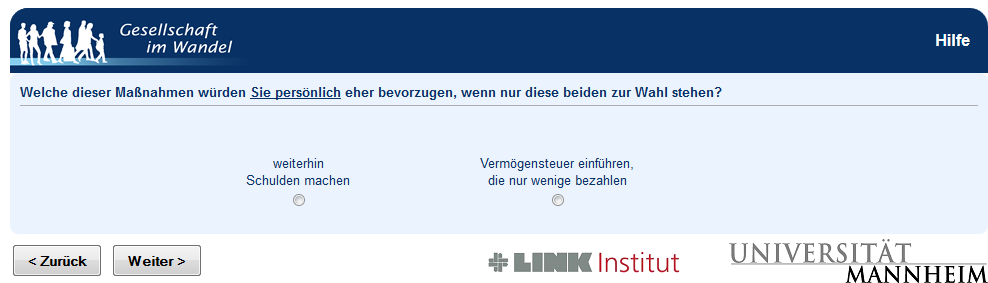 Gesellschaft
im Wandel
Hilfe
Welche dieser Maßnahmen würden Sie persönlich eher bevorzugen, wenn nur diese beiden zur Wahl stehen?
weiterhin
Schulden machen
Vermögensteuer einführen,
die nur wenige bezahlen
< Zurück
Weiter >
LINK Institut
UNIVERSITÄT
MANNHEIM